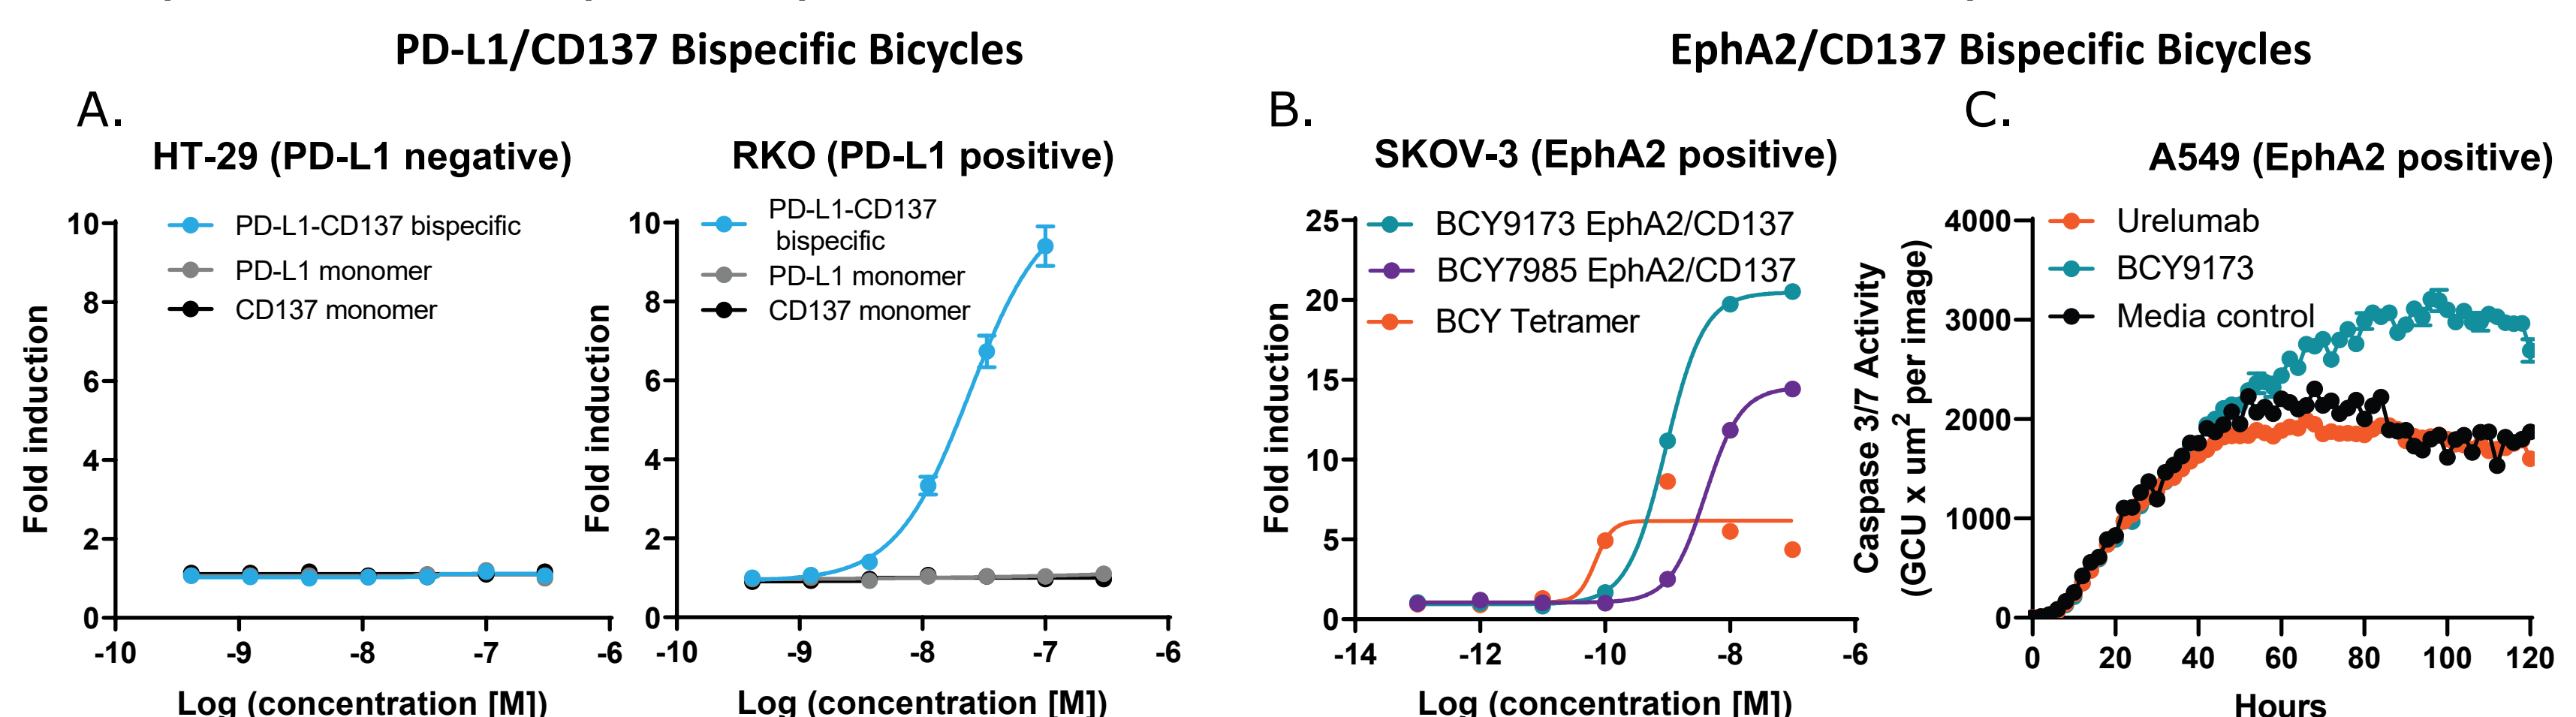 PD-L1/CD137 Bispecific Bicycles
EphA2/CD137 Bispecific Bicycles
A.
HT-29 (PD-L1 negative)
PD-L1-CD137 bispecific
PD-L1 monomer
CD137 monomer
Fold induction
10
8
6
4
2
0
-10
-9
-8
-7
-6
Log (concentration [M])
RKO (PD-L1 positive)
PD-L1-CD137
bispecific
PD-L1 monomer
CD137 monomer
Fold induction
10
8
6
4
2
0
-10
-9
-8
-7
-6
Log (concentration [M])
B.
SKOV-3 (EphA2 positive)
BCY9173 EphA2/CD137
BCY7985 EphA2/CD137
BCY Tetramer
Fold induction
25
20
15
10
5
0
-14
-12
-10
-8
-6
Log (concentration [M])
C.
A549 (EphA2 positive)
Urelumab
BCY9173
Media control
Caspase 3/7 Activity
(GCU x um² per image)
4000
3000
2000
1000
0
0
20
40
60
80
100
120
Hours